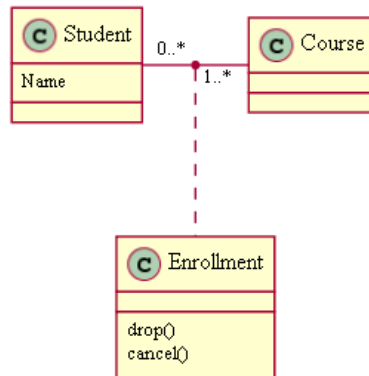 C Student
Name
0..*
1..*
C Course
C Enrollment
drop()
cancel()